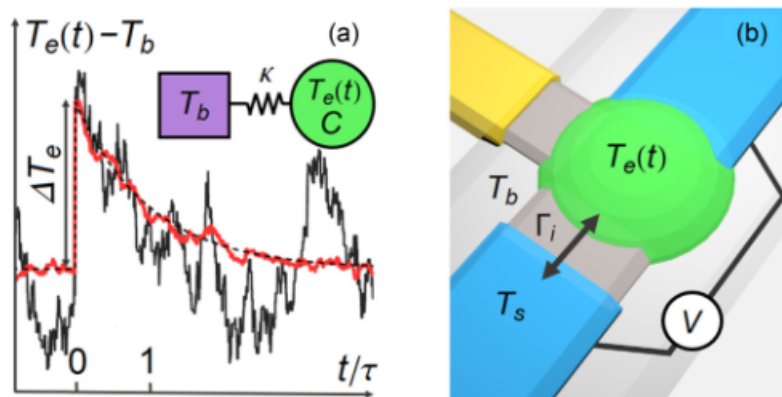 T_e(t) − T_b
(a)
κ
T_b
T_e(t)
C
ΔT_e
0
1
t/τ
(b)
T_e(t)
T_b
Γ_i
T_s
V